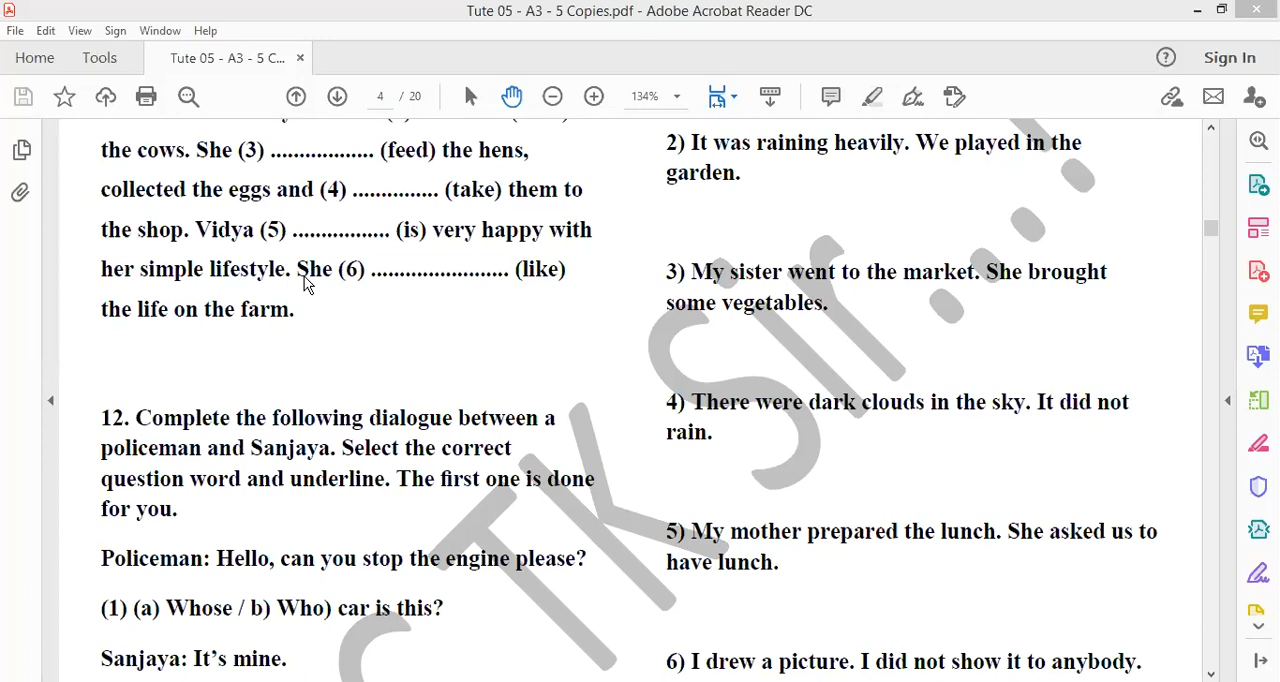 Tute 05 - A3 - 5 Copies.pdf - Adobe Acrobat Reader DC
File Edit View Sign Window Help
Home Tools Tute 05 - A3 - 5 C... × Sign In
4 / 20 134%
the cows. She (3) .................. (feed) the hens,
collected the eggs and (4) ............... (take) them to
the shop. Vidya (5) ................. (is) very happy with
her simple lifestyle. She (6) ........................ (like)
the life on the farm.
12. Complete the following dialogue between a
policeman and Sanjaya. Select the correct
question word and underline. The first one is done
for you.
Policeman: Hello, can you stop the engine please?
(1) (a) Whose / b) Who) car is this?
Sanjaya: It’s mine.
2) It was raining heavily. We played in the
garden.
3) My sister went to the market. She brought
some vegetables.
4) There were dark clouds in the sky. It did not
rain.
5) My mother prepared the lunch. She asked us to
have lunch.
6) I drew a picture. I did not show it to anybody.
TK Sir...